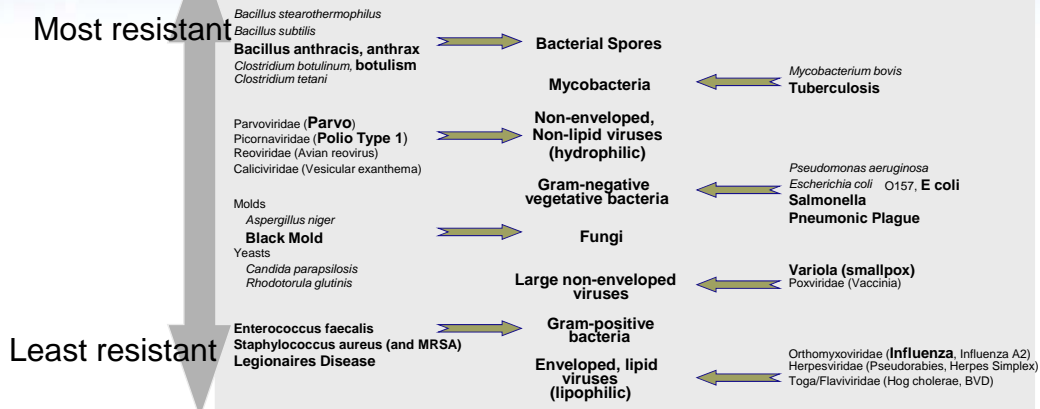 Most resistant
Bacillus stearothermophilus
Bacillus subtilis
Bacillus anthracis, anthrax
Clostridium botulinum, botulism
Clostridium tetani
Bacterial Spores
Mycobacteria
Mycobacterium bovis
Tuberculosis
Parvoviridae (Parvo)
Picornaviridae (Polio Type 1)
Reoviridae (Avian reovirus)
Caliciviridae (Vesicular exanthema)
Non-enveloped,
Non-lipid viruses
(hydrophilic)
Gram-negative
vegetative bacteria
Pseudomonas aeruginosa
Escherichia coli O157, E coli
Salmonella
Pneumonic Plague
Molds
Aspergillus niger
Black Mold
Yeasts
Candida parapsilosis
Rhodotorula glutinis
Fungi
Large non-enveloped
viruses
Variola (smallpox)
Poxviridae (Vaccinia)
Least resistant
Enterococcus faecalis
Staphylococcus aureus (and MRSA)
Legionaires Disease
Gram-positive
bacteria
Enveloped, lipid
viruses
(lipophilic)
Orthomyxoviridae (Influenza, Influenza A2)
Herpesviridae (Pseudorabies, Herpes Simplex)
Toga/Flaviviridae (Hog cholerae, BVD)